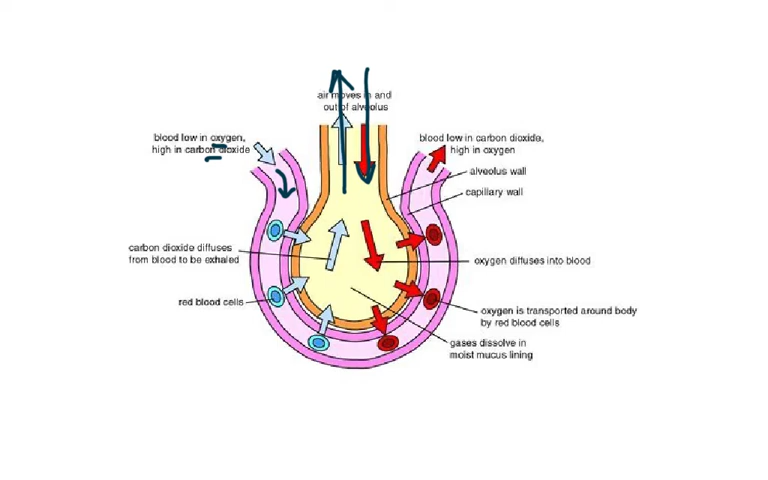 air moves in and
out of alveolus
blood low in oxygen,
high in carbon dioxide
blood low in carbon dioxide,
high in oxygen
alveolus wall
capillary wall
carbon dioxide diffuses
from blood to be exhaled
oxygen diffuses into blood
red blood cells
oxygen is transported around body
by red blood cells
gases dissolve in
moist mucus lining